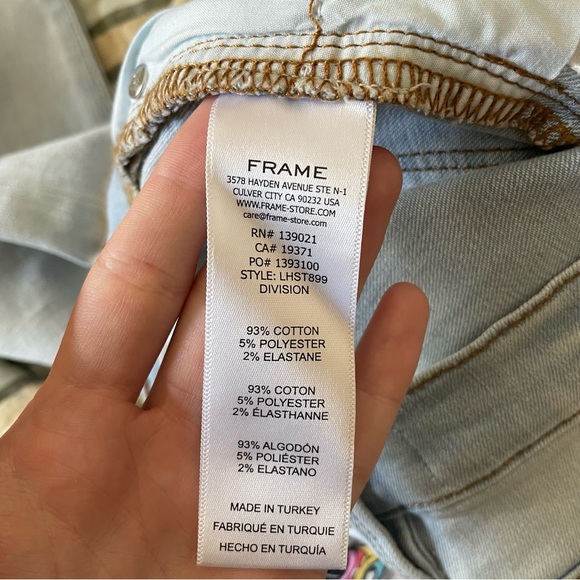 FRAME
3578 HAYDEN AVENUE STE N-1
CULVER CITY CA 90232 USA
WWW.FRAME-STORE.COM
care@frame-store.com
RN# 139021
CA# 19371
PO# 1393100
STYLE: LHST899
DIVISION
93% COTTON
5% POLYESTER
2% ELASTANE
93% COTON
5% POLYESTER
2% ÉLASTHANNE
93% ALGODÓN
5% POLIÉSTER
2% ELASTANO
MADE IN TURKEY
FABRIQUÉ EN TURQUIE
HECHO EN TURQUÍA